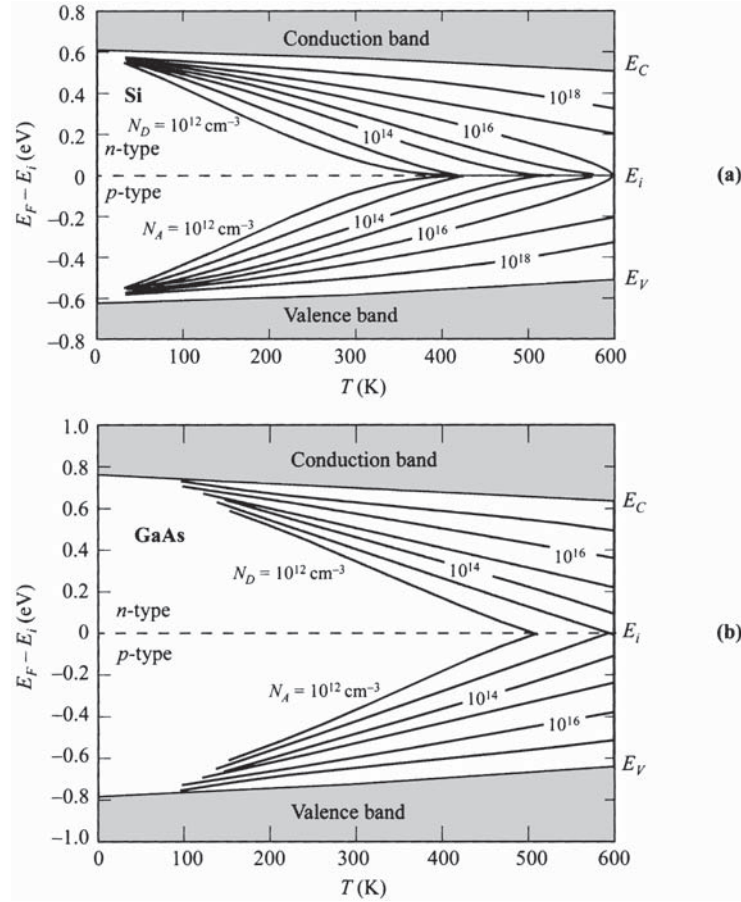 0.8
Conduction band
0.6
E_C
Si
10^18
0.4
N_D = 10^12 cm^−3
10^14
10^16
0.2
n-type
E_F − E_i (eV)
0
E_i
(a)
p-type
−0.2
N_A = 10^12 cm^−3
10^14
10^16
−0.4
10^18
E_V
−0.6
Valence band
−0.8
0 100 200 300 400 500 600
T (K)
1.0
Conduction band
0.8
E_C
0.6
GaAs
10^16
0.4
10^14
N_D = 10^12 cm^−3
0.2
n-type
E_F − E_i (eV)
0
E_i
(b)
p-type
−0.2
N_A = 10^12 cm^−3
10^14
−0.4
10^16
−0.6
E_V
−0.8
Valence band
−1.0
0 100 200 300 400 500 600
T (K)